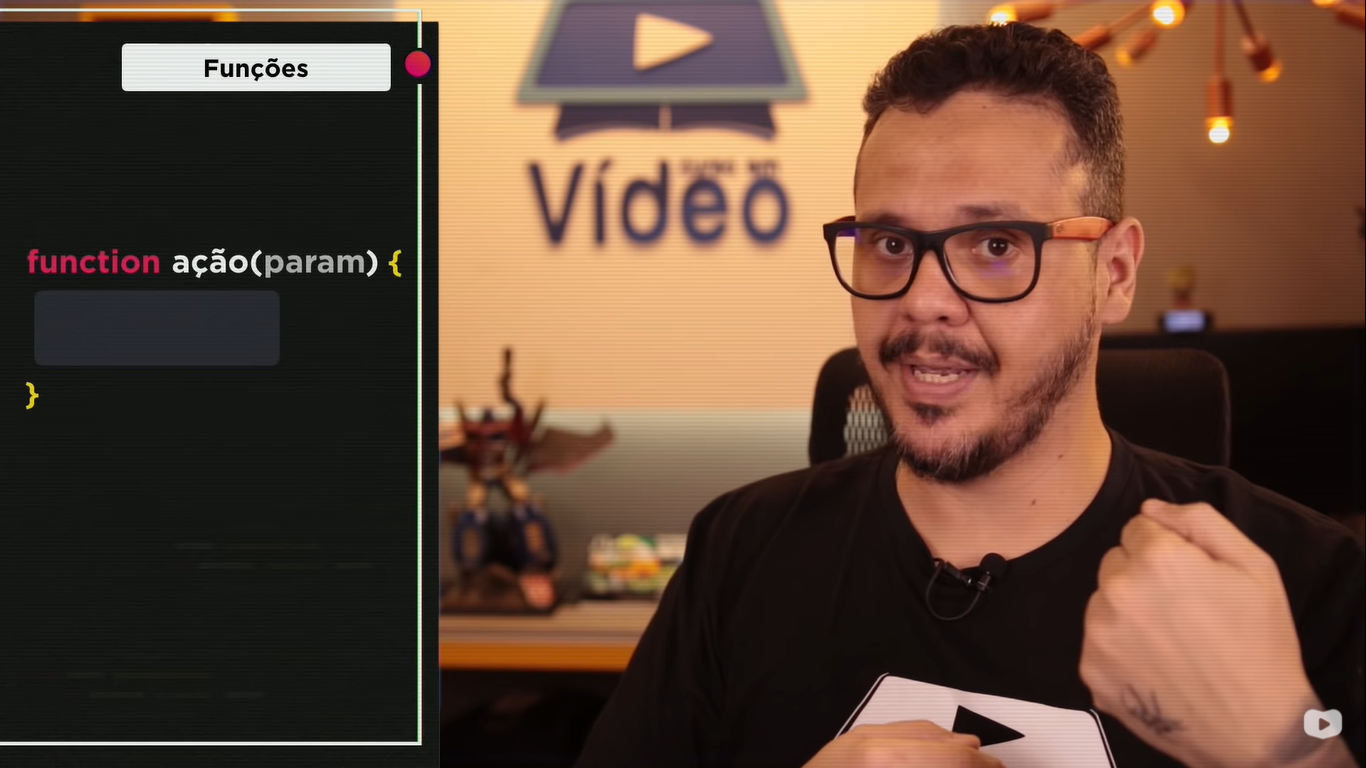 Funções
function ação(param) {
}
Vídeo